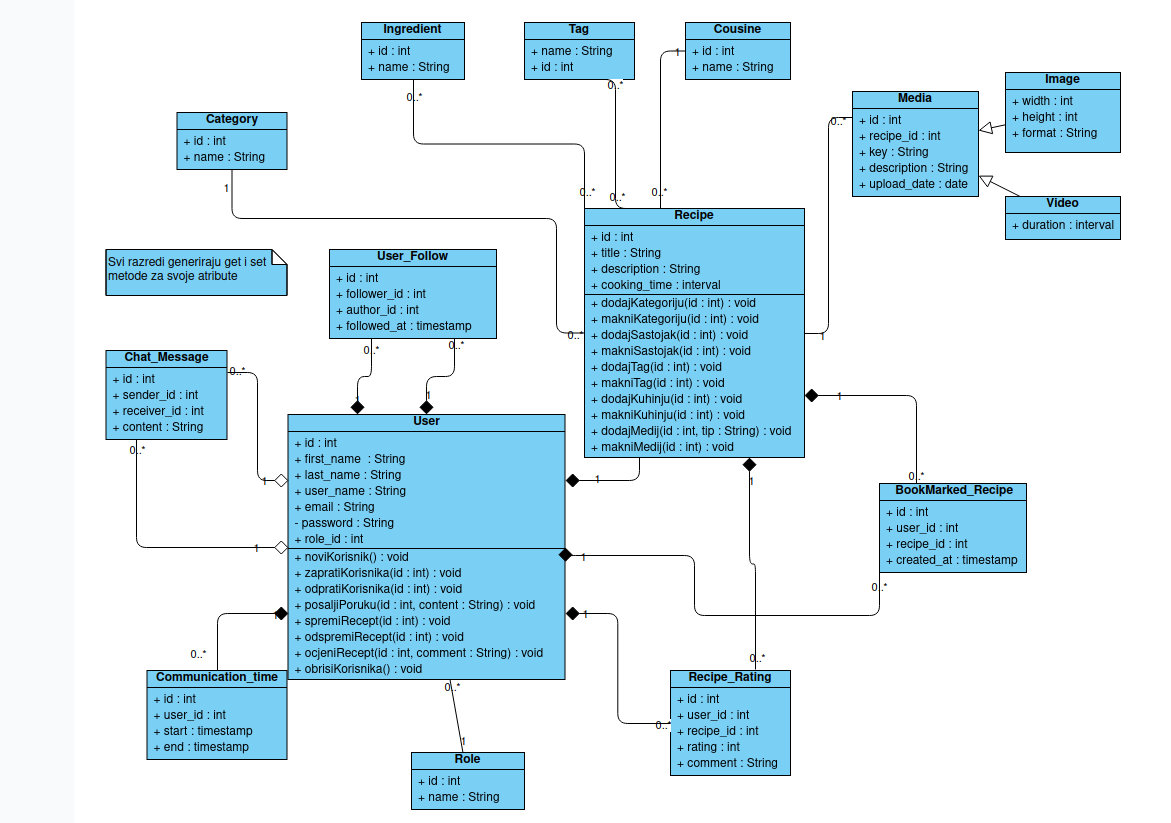 Ingredient
+ id : int
+ name : String
0..*
0..*
Tag
+ name : String
+ id : int
0..*
0..*
Cousine
+ id : int
+ name : String
1
0..*
Image
+ width : int
+ height : int
+ format : String
Media
+ id : int
+ recipe_id : int
+ key : String
+ description : String
+ upload_date : date
0..*
1
Video
+ duration : interval
Category
+ id : int
+ name : String
1
0..*
Recipe
+ id : int
+ title : String
+ description : String
+ cooking_time : interval
+ dodajKategoriju(id : int) : void
+ makniKategoriju(id : int) : void
+ dodajSastojak(id : int) : void
+ makniSastojak(id : int) : void
+ dodajTag(id : int) : void
+ makniTag(id : int) : void
+ dodajKuhinju(id : int) : void
+ makniKuhinju(id : int) : void
+ dodajMedij(id : int, tip : String) : void
+ makniMedij(id : int) : void
Svi razredi generiraju get i set
metode za svoje atribute
User_Follow
+ id : int
+ follower_id : int
+ author_id : int
+ followed_at : timestamp
0..*
0..*
1
1
Chat_Message
+ id : int
+ sender_id : int
+ receiver_id : int
+ content : String
0..*
0..*
1
1
User
+ id : int
+ first_name : String
+ last_name : String
+ user_name : String
+ email : String
- password : String
+ role_id : int
+ noviKorisnik() : void
+ zapratiKorisnika(id : int) : void
+ odpratiKorisnika(id : int) : void
+ posaljiPoruku(id : int, content : String) : void
+ spremiRecept(id : int) : void
+ odspremiRecept(id : int) : void
+ ocjeniRecept(id : int, comment : String) : void
+ obrisiKorisnika() : void
1
1
1
1
1
1
0..*
BookMarked_Recipe
+ id : int
+ user_id : int
+ recipe_id : int
+ created_at : timestamp
0..*
0..*
Communication_time
+ id : int
+ user_id : int
+ start : timestamp
+ end : timestamp
0..*
1
Role
+ id : int
+ name : String
0..*
0..*
Recipe_Rating
+ id : int
+ user_id : int
+ recipe_id : int
+ rating : int
+ comment : String